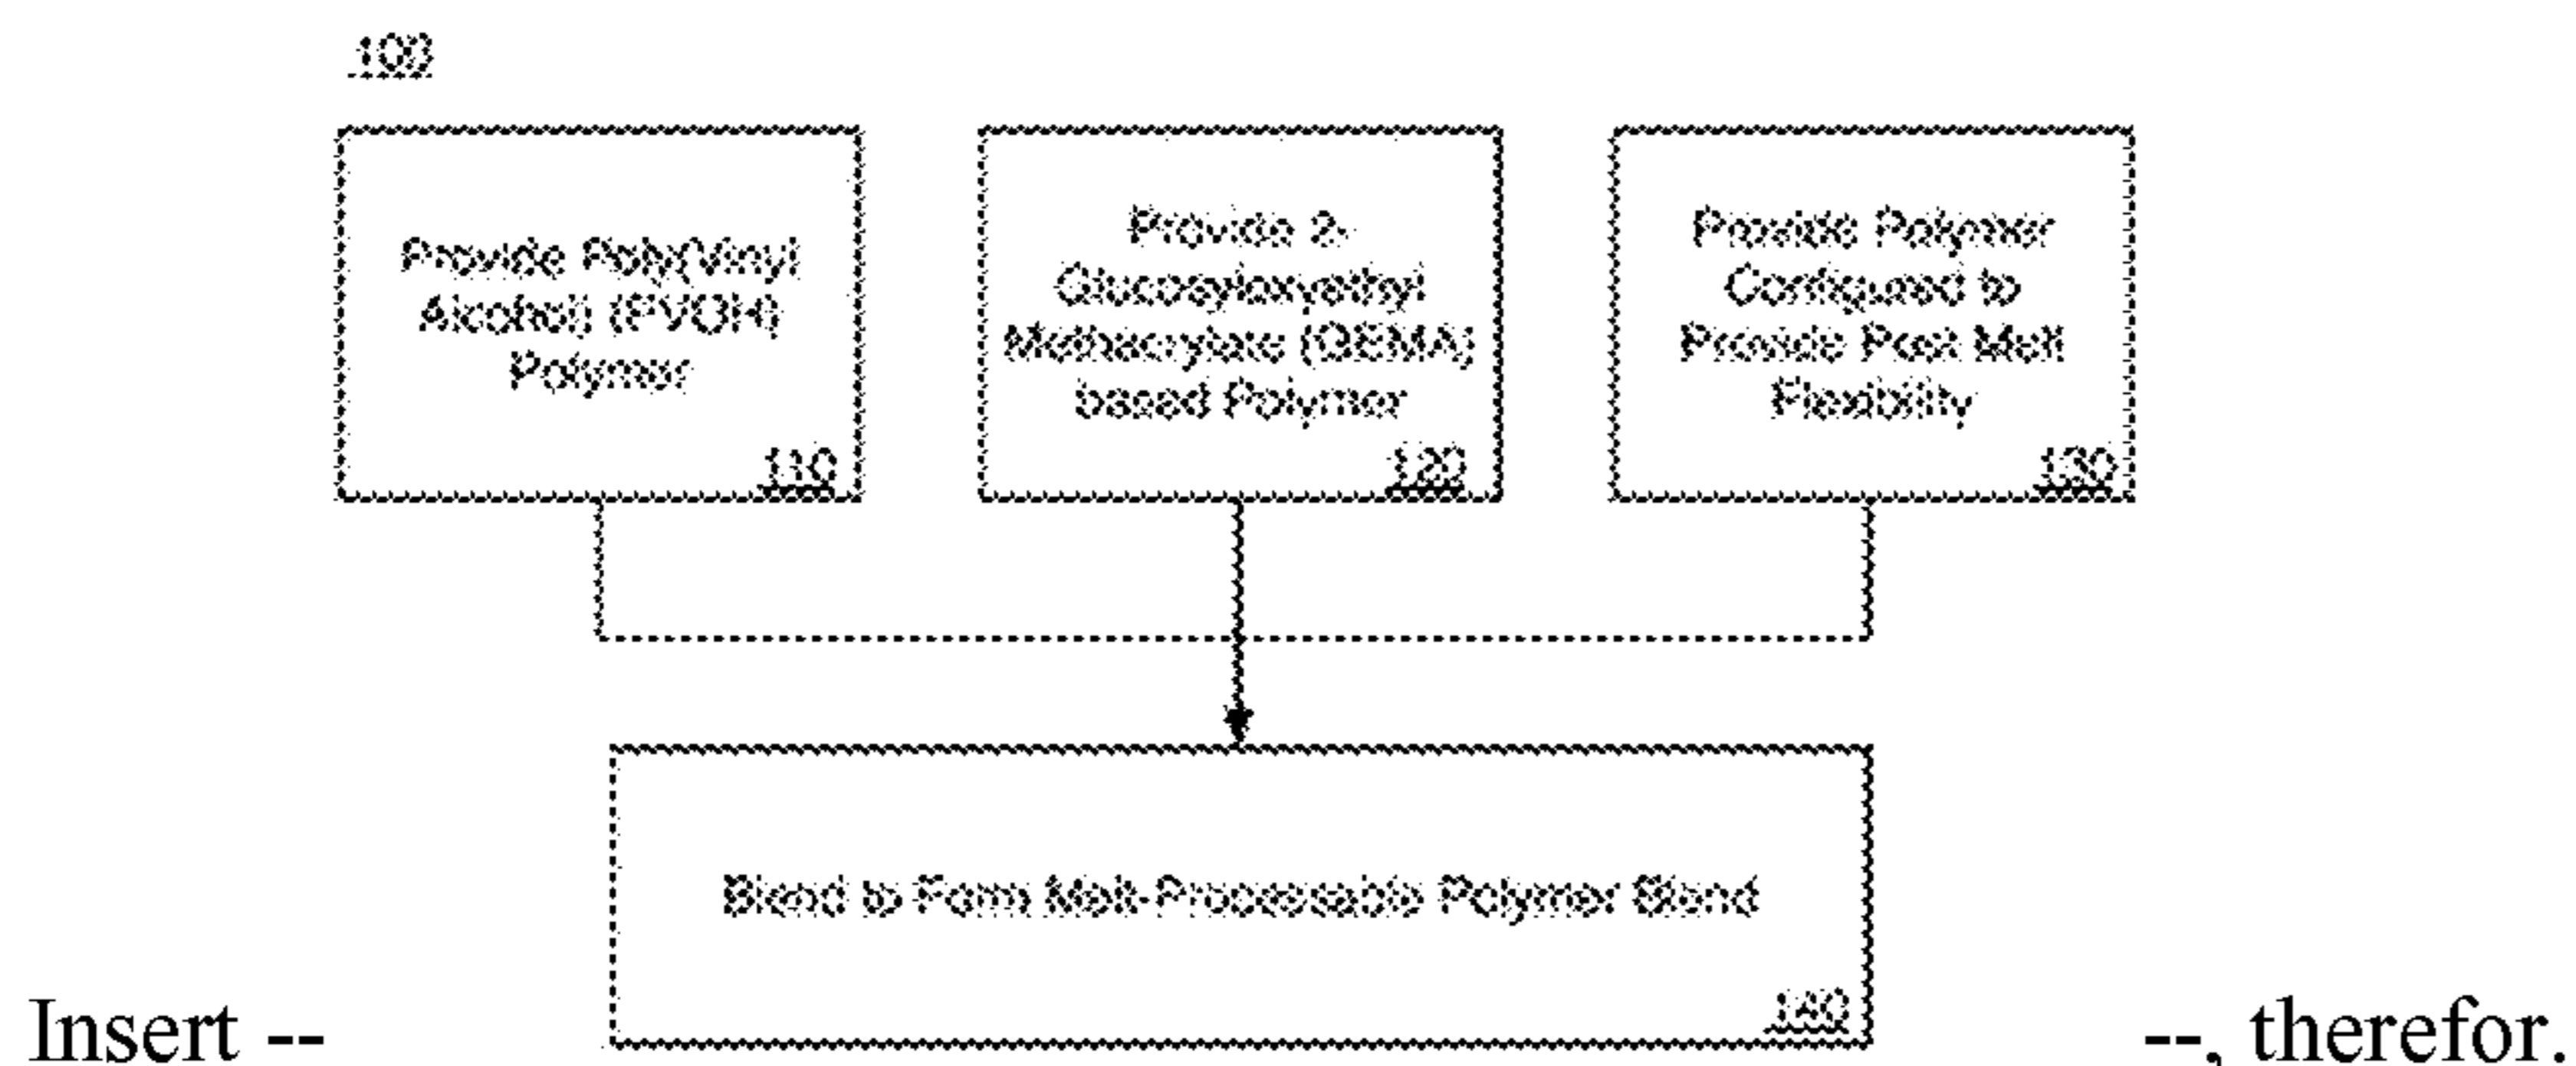 100
Provide Poly(Vinyl
Alcohol) (PVOH)
Polymer
110
Provide 2-
Glucosyloxyethyl
Methacrylate (GEMA)
based Polymer
120
Provide Polymer
Configured to
Provide Post Melt
Flexibility
130
Blend to Form Melt-Processable Polymer Blend
140
Insert -- --, therefor.